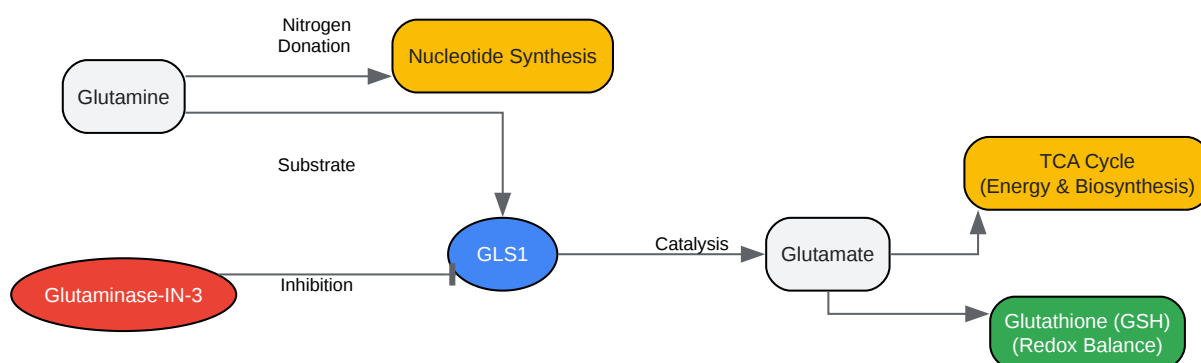 Nitrogen
Donation
Nucleotide Synthesis
Glutamine
Substrate
TCA Cycle
(Energy & Biosynthesis)
GLS1
Catalysis
Glutamate
Glutaminase-IN-3
Inhibition
Glutathione (GSH)
(Redox Balance)